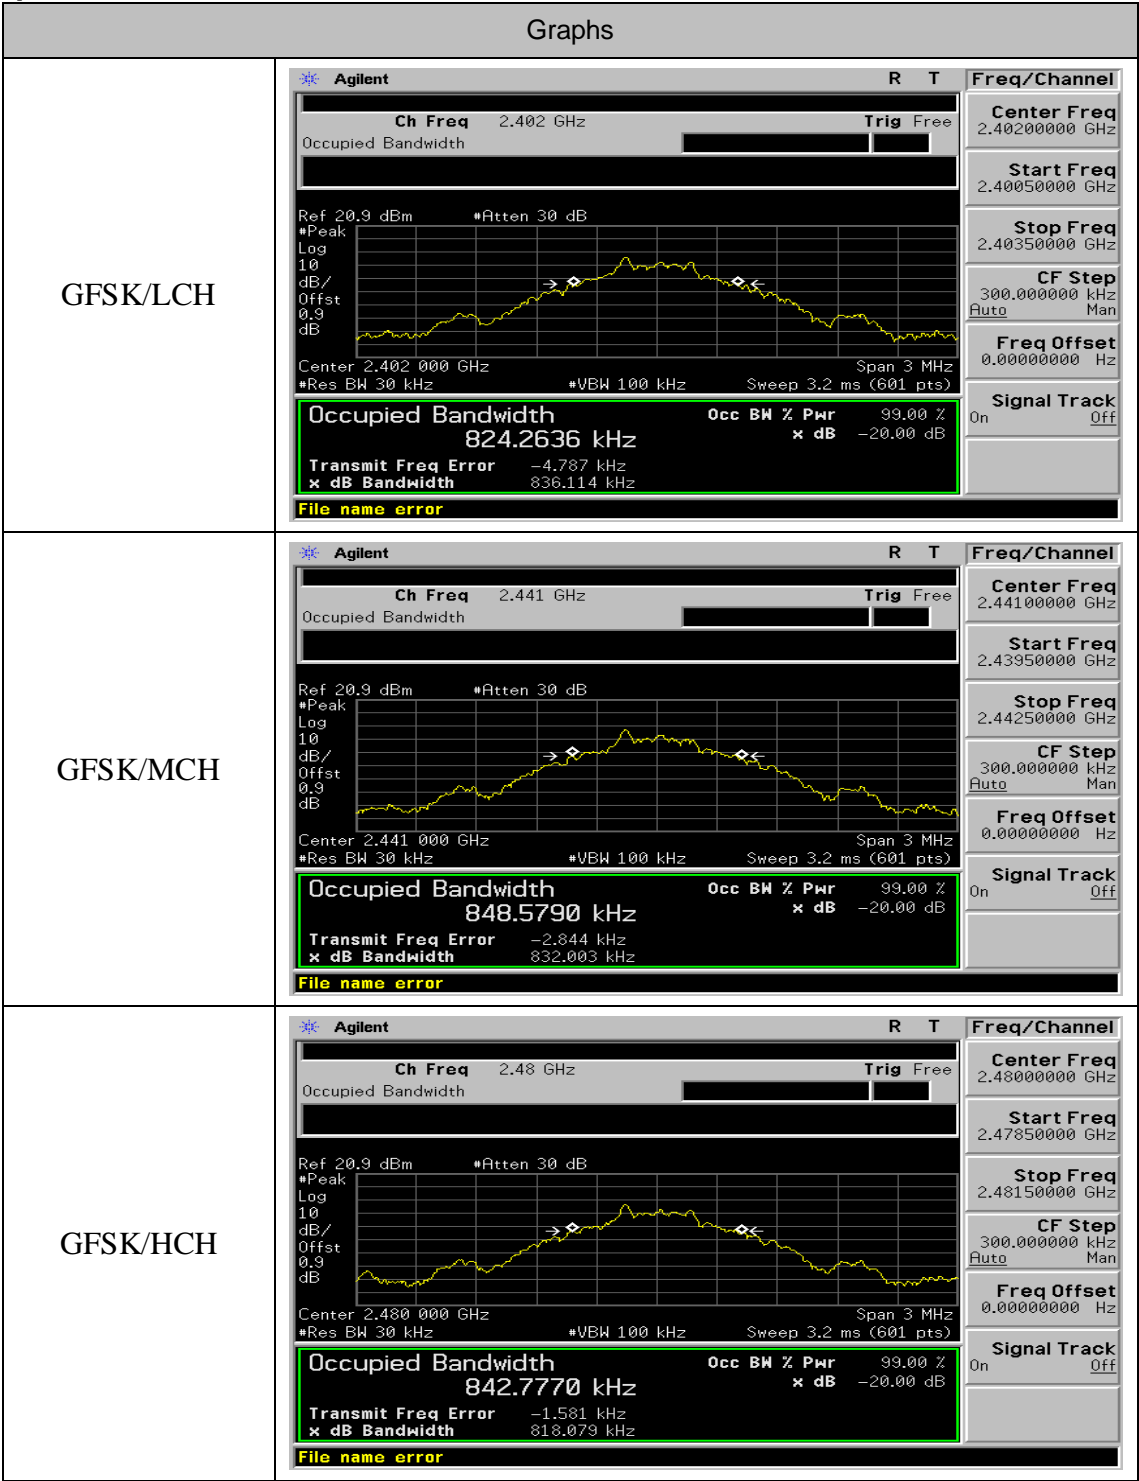 Graphs
GFSK/LCH
Agilent R T Freq/Channel
Ch Freq 2.402 GHz Trig Free
Occupied Bandwidth
Center Freq
2.40200000 GHz
Start Freq
2.40050000 GHz
Stop Freq
2.40350000 GHz
CF Step
300.000000 kHz
Auto Man
Freq Offset
0.00000000 Hz
Signal Track
On Off
Ref 20.9 dBm #Atten 30 dB
#Peak
Log
10
dB/
Offst
0.9
dB
Center 2.402 000 GHz Span 3 MHz
#Res BW 30 kHz #VBW 100 kHz Sweep 3.2 ms (601 pts)
Occupied Bandwidth Occ BW % Pwr 99.00 %
824.2636 kHz x dB -20.00 dB
Transmit Freq Error -4.787 kHz
x dB Bandwidth 836.114 kHz
File name error
GFSK/MCH
Agilent R T Freq/Channel
Ch Freq 2.441 GHz Trig Free
Occupied Bandwidth
Center Freq
2.44100000 GHz
Start Freq
2.43950000 GHz
Stop Freq
2.44250000 GHz
CF Step
300.000000 kHz
Auto Man
Freq Offset
0.00000000 Hz
Signal Track
On Off
Ref 20.9 dBm #Atten 30 dB
#Peak
Log
10
dB/
Offst
0.9
dB
Center 2.441 000 GHz Span 3 MHz
#Res BW 30 kHz #VBW 100 kHz Sweep 3.2 ms (601 pts)
Occupied Bandwidth Occ BW % Pwr 99.00 %
848.5790 kHz x dB -20.00 dB
Transmit Freq Error -2.844 kHz
x dB Bandwidth 832.003 kHz
File name error
GFSK/HCH
Agilent R T Freq/Channel
Ch Freq 2.48 GHz Trig Free
Occupied Bandwidth
Center Freq
2.48000000 GHz
Start Freq
2.47850000 GHz
Stop Freq
2.48150000 GHz
CF Step
300.000000 kHz
Auto Man
Freq Offset
0.00000000 Hz
Signal Track
On Off
Ref 20.9 dBm #Atten 30 dB
#Peak
Log
10
dB/
Offst
0.9
dB
Center 2.480 000 GHz Span 3 MHz
#Res BW 30 kHz #VBW 100 kHz Sweep 3.2 ms (601 pts)
Occupied Bandwidth Occ BW % Pwr 99.00 %
842.7770 kHz x dB -20.00 dB
Transmit Freq Error -1.581 kHz
x dB Bandwidth 818.079 kHz
File name error